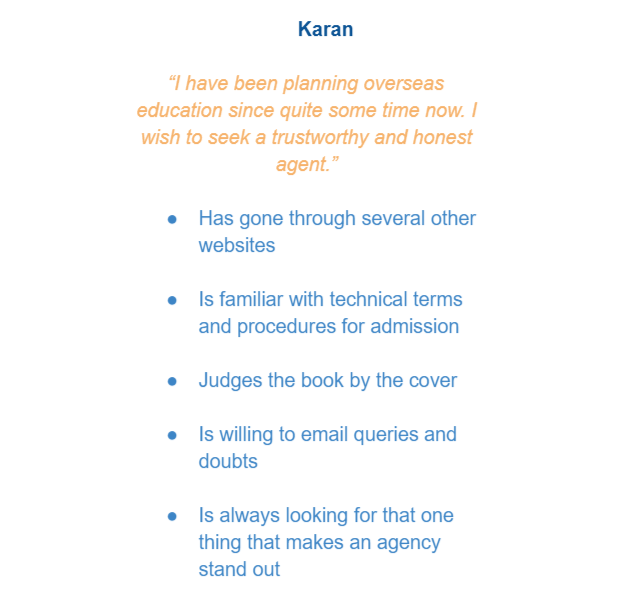 Karan
“I have been planning overseas
education since quite some time now. I
wish to seek a trustworthy and honest
agent.”
● Has gone through several other
websites
● Is familiar with technical terms
and procedures for admission
● Judges the book by the cover
● Is willing to email queries and
doubts
● Is always looking for that one
thing that makes an agency
stand out